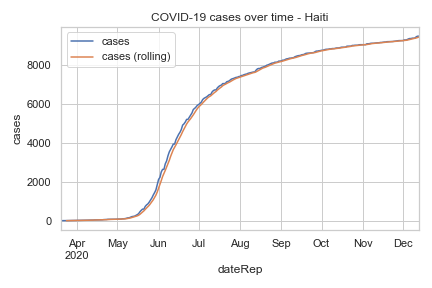 COVID-19 cases over time - Haiti
cases
cases (rolling)
8000
6000
4000
2000
0
cases
Apr May Jun Jul Aug Sep Oct Nov Dec
2020
dateRep